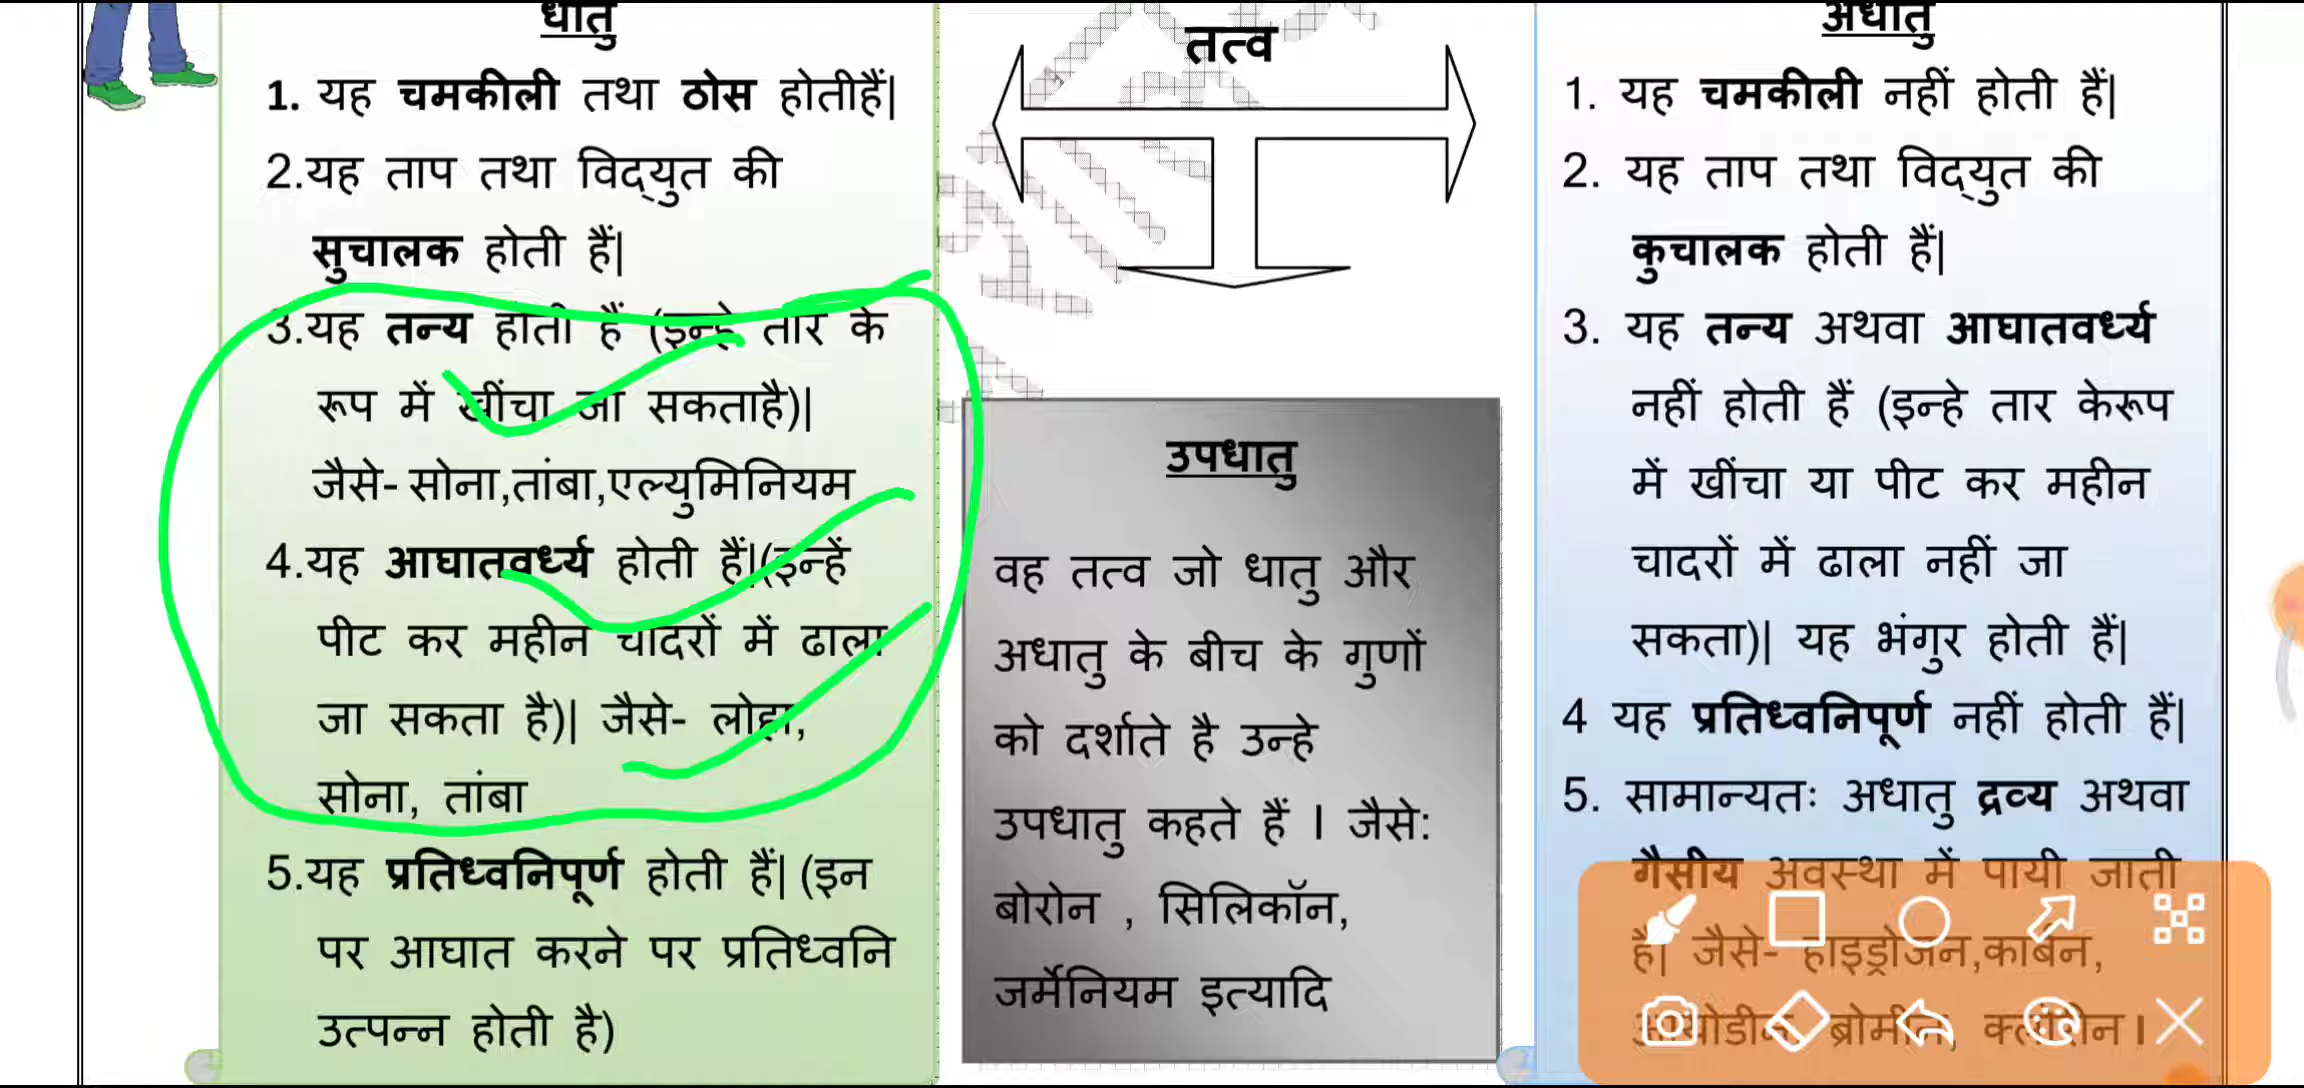 धातु
1. यह चमकीली तथा ठोस होतीहैं|
2.यह ताप तथा विद्युत की
सुचालक होती हैं|
3.यह तन्य होती हैं (इन्हे तार के
रूप में खींचा जा सकताहै)|
जैसे- सोना,तांबा,एल्युमिनियम
4.यह आघातवर्ध्य होती हैं|(इन्हें
पीट कर महीन चादरों में ढाला
जा सकता है)| जैसे- लोहा,
सोना, तांबा
5.यह प्रतिध्वनिपूर्ण होती हैं| (इन
पर आघात करने पर प्रतिध्वनि
उत्पन्न होती है)
तत्व
उपधातु
वह तत्व जो धातु और
अधातु के बीच के गुणों
को दर्शाते है उन्हे
उपधातु कहते हैं । जैसे:
बोरोन , सिलिकॉन,
जर्मेनियम इत्यादि
अधातु
1. यह चमकीली नहीं होती हैं|
2. यह ताप तथा विद्युत की
कुचालक होती हैं|
3. यह तन्य अथवा आघातवर्ध्य
नहीं होती हैं (इन्हे तार केरूप
में खींचा या पीट कर महीन
चादरों में ढाला नहीं जा
सकता)| यह भंगुर होती हैं|
4 यह प्रतिध्वनिपूर्ण नहीं होती हैं|
5. सामान्यतः अधातु द्रव्य अथवा
गैसीय अवस्था में पायी जाती
हैं| जैसे- हाइड्रोजन,कार्बन,
आयोडीन, ब्रोमीन, क्लोरीन ।